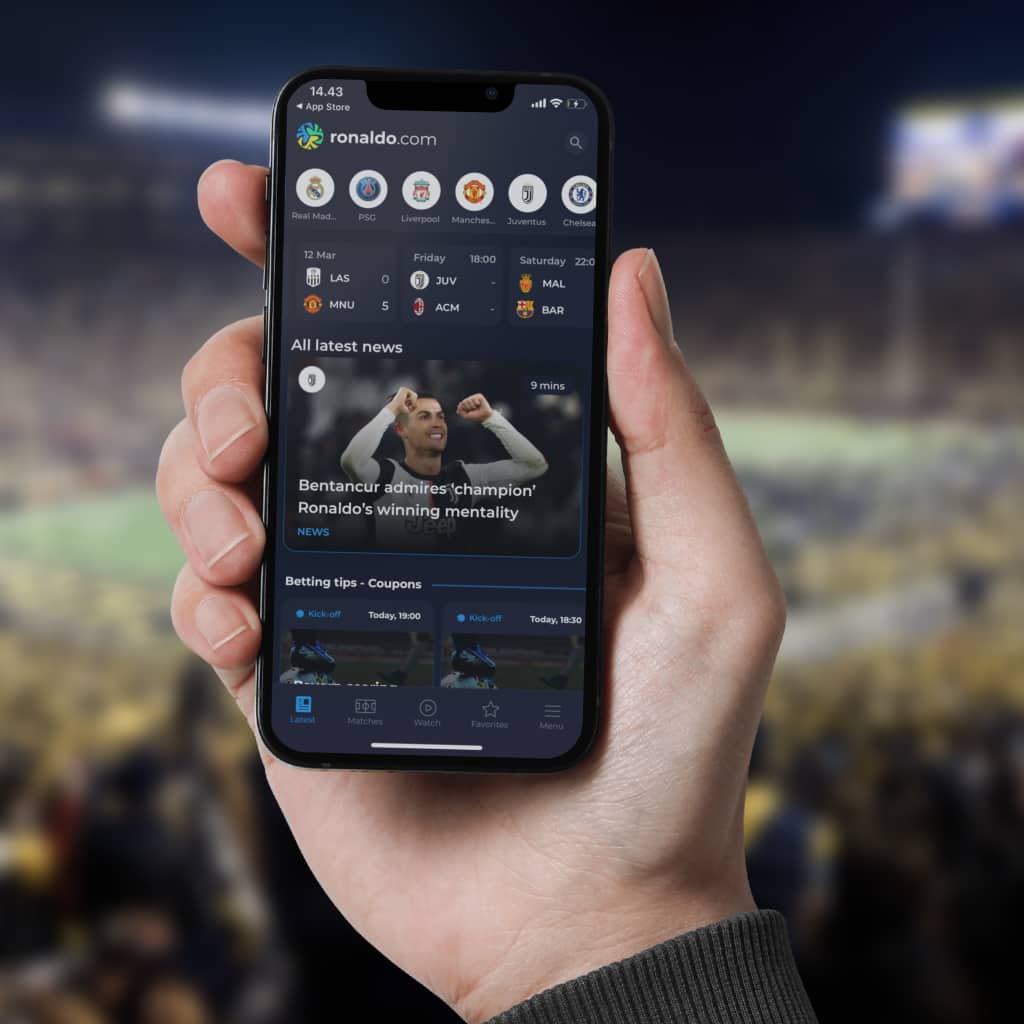 14.43
◀ App Store
ronaldo.com
Real Mad...
PSG
Liverpool
Manches...
Juventus
Chelsea
12 Mar
LAS 0
MNU 5
Friday 18:00
JUV -
ACM -
Saturday 22:0
MAL
BAR
All latest news
9 mins
Bentancur admires 'champion'
Ronaldo's winning mentality
Jeep
NEWS
Betting tips - Coupons
Kick-off Today, 19:00
Kick-off Today, 18:30
Latest
Matches
Watch
Favorites
Menu